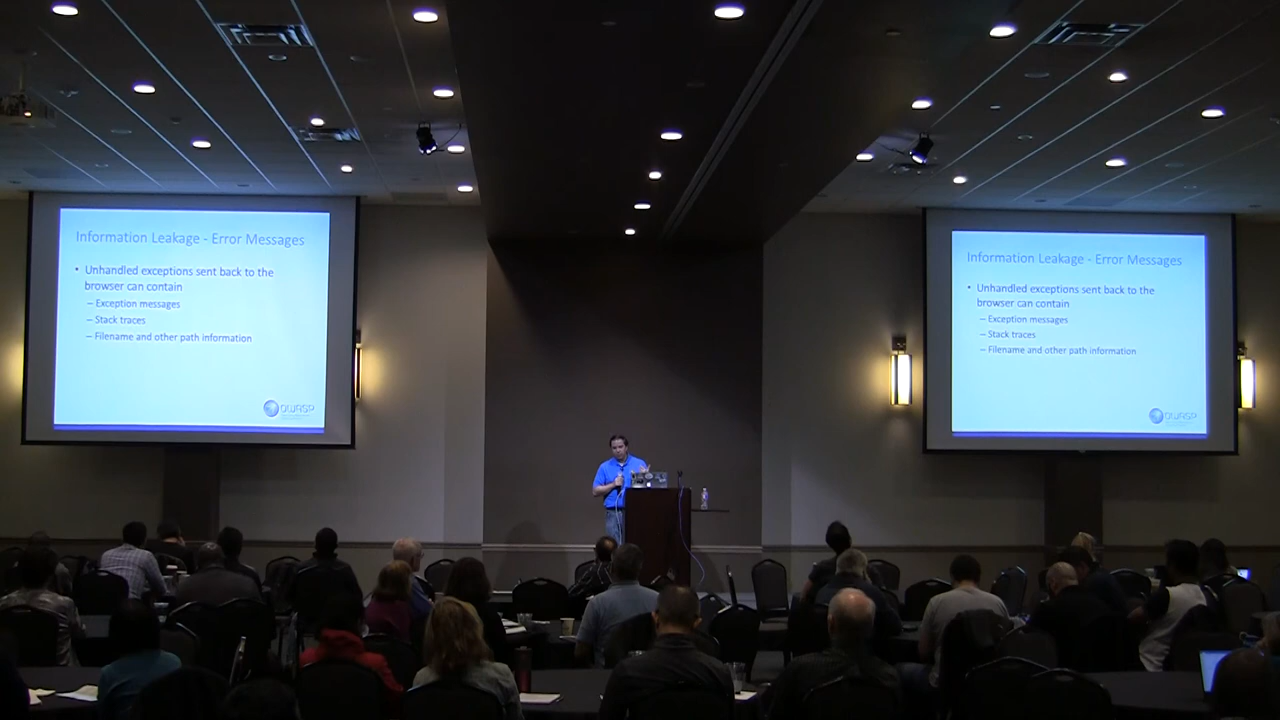 Information Leakage - Error Messages
• Unhandled exceptions sent back to the
browser can contain
– Exception messages
– Stack traces
– Filename and other path information
OWASP
Information Leakage - Error Messages
• Unhandled exceptions sent back to the
browser can contain
– Exception messages
– Stack traces
– Filename and other path information
OWASP